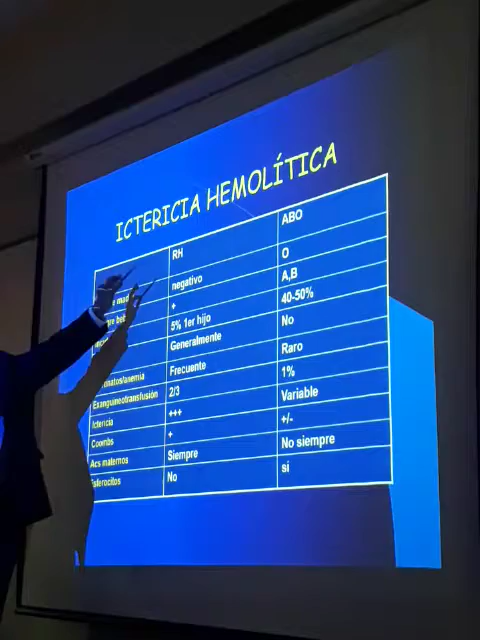 ICTERICIA HEMOLÍTICA
RH ABO
negativo O
+ A,B
5% 1er hijo 40-50%
Generalmente No
Frecuente Raro
Exanguineotransfusión 2/3 1%
Ictericia +++ Variable
Coombs + +/-
Acs maternos Siempre No siempre
Esferocitos No si